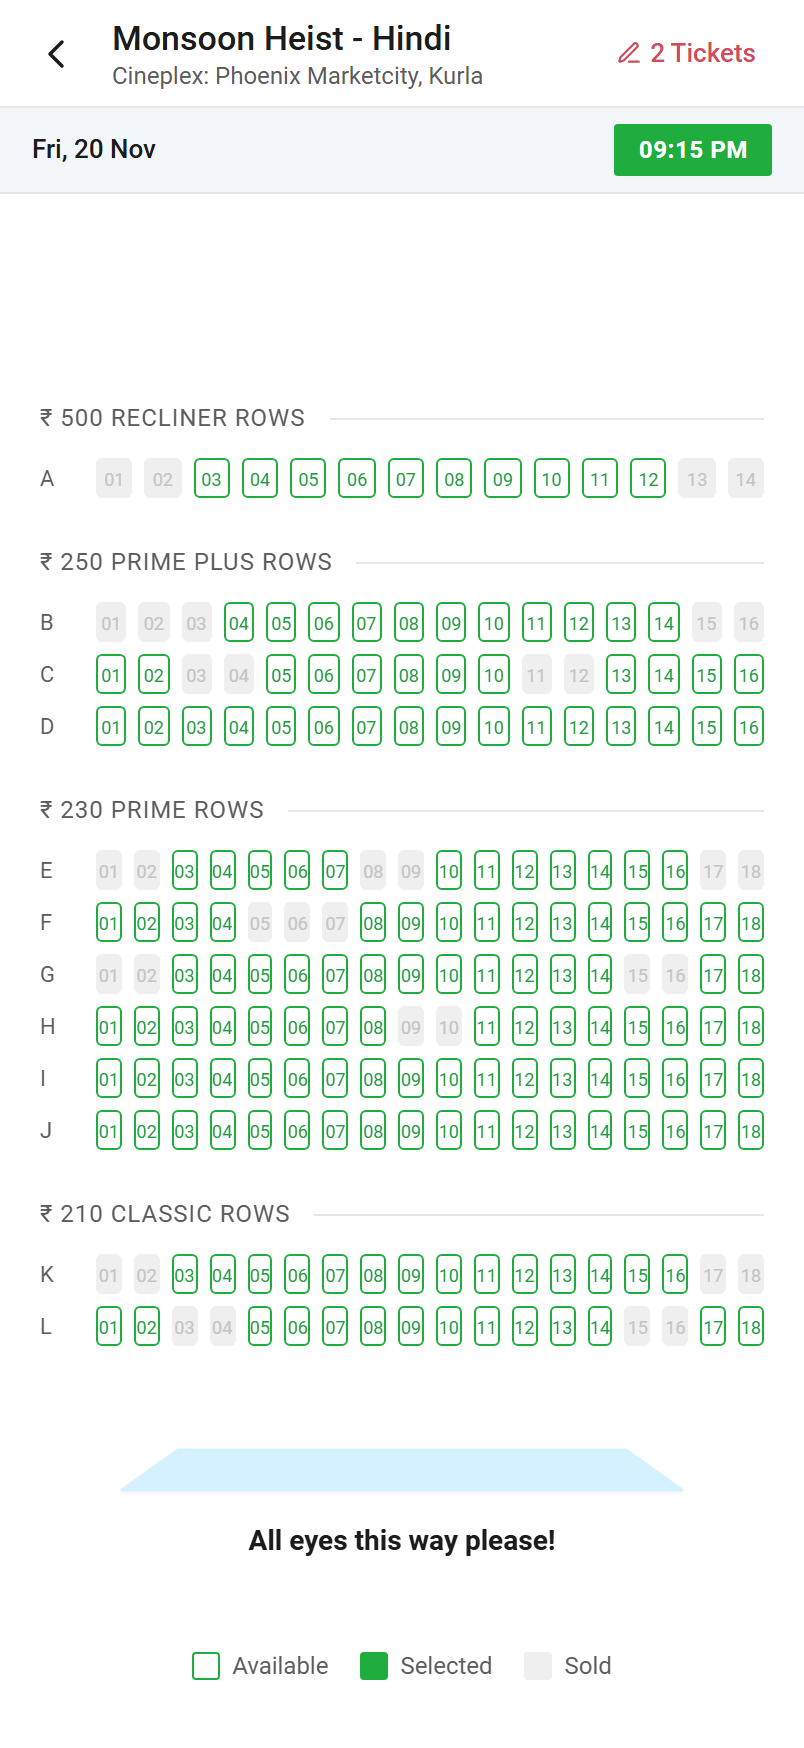 Monsoon Heist - Hindi
Cineplex: Phoenix Marketcity, Kurla
2 Tickets
Fri, 20 Nov
09:15 PM
₹ 500 RECLINER ROWS
A 01 02 03 04 05 06 07 08 09 10 11 12 13 14
₹ 250 PRIME PLUS ROWS
B 01 02 03 04 05 06 07 08 09 10 11 12 13 14 15 16
C 01 02 03 04 05 06 07 08 09 10 11 12 13 14 15 16
D 01 02 03 04 05 06 07 08 09 10 11 12 13 14 15 16
₹ 230 PRIME ROWS
E 01 02 03 04 05 06 07 08 09 10 11 12 13 14 15 16 17 18
F 01 02 03 04 05 06 07 08 09 10 11 12 13 14 15 16 17 18
G 01 02 03 04 05 06 07 08 09 10 11 12 13 14 15 16 17 18
H 01 02 03 04 05 06 07 08 09 10 11 12 13 14 15 16 17 18
I 01 02 03 04 05 06 07 08 09 10 11 12 13 14 15 16 17 18
J 01 02 03 04 05 06 07 08 09 10 11 12 13 14 15 16 17 18
₹ 210 CLASSIC ROWS
K 01 02 03 04 05 06 07 08 09 10 11 12 13 14 15 16 17 18
L 01 02 03 04 05 06 07 08 09 10 11 12 13 14 15 16 17 18
All eyes this way please!
Available Selected Sold